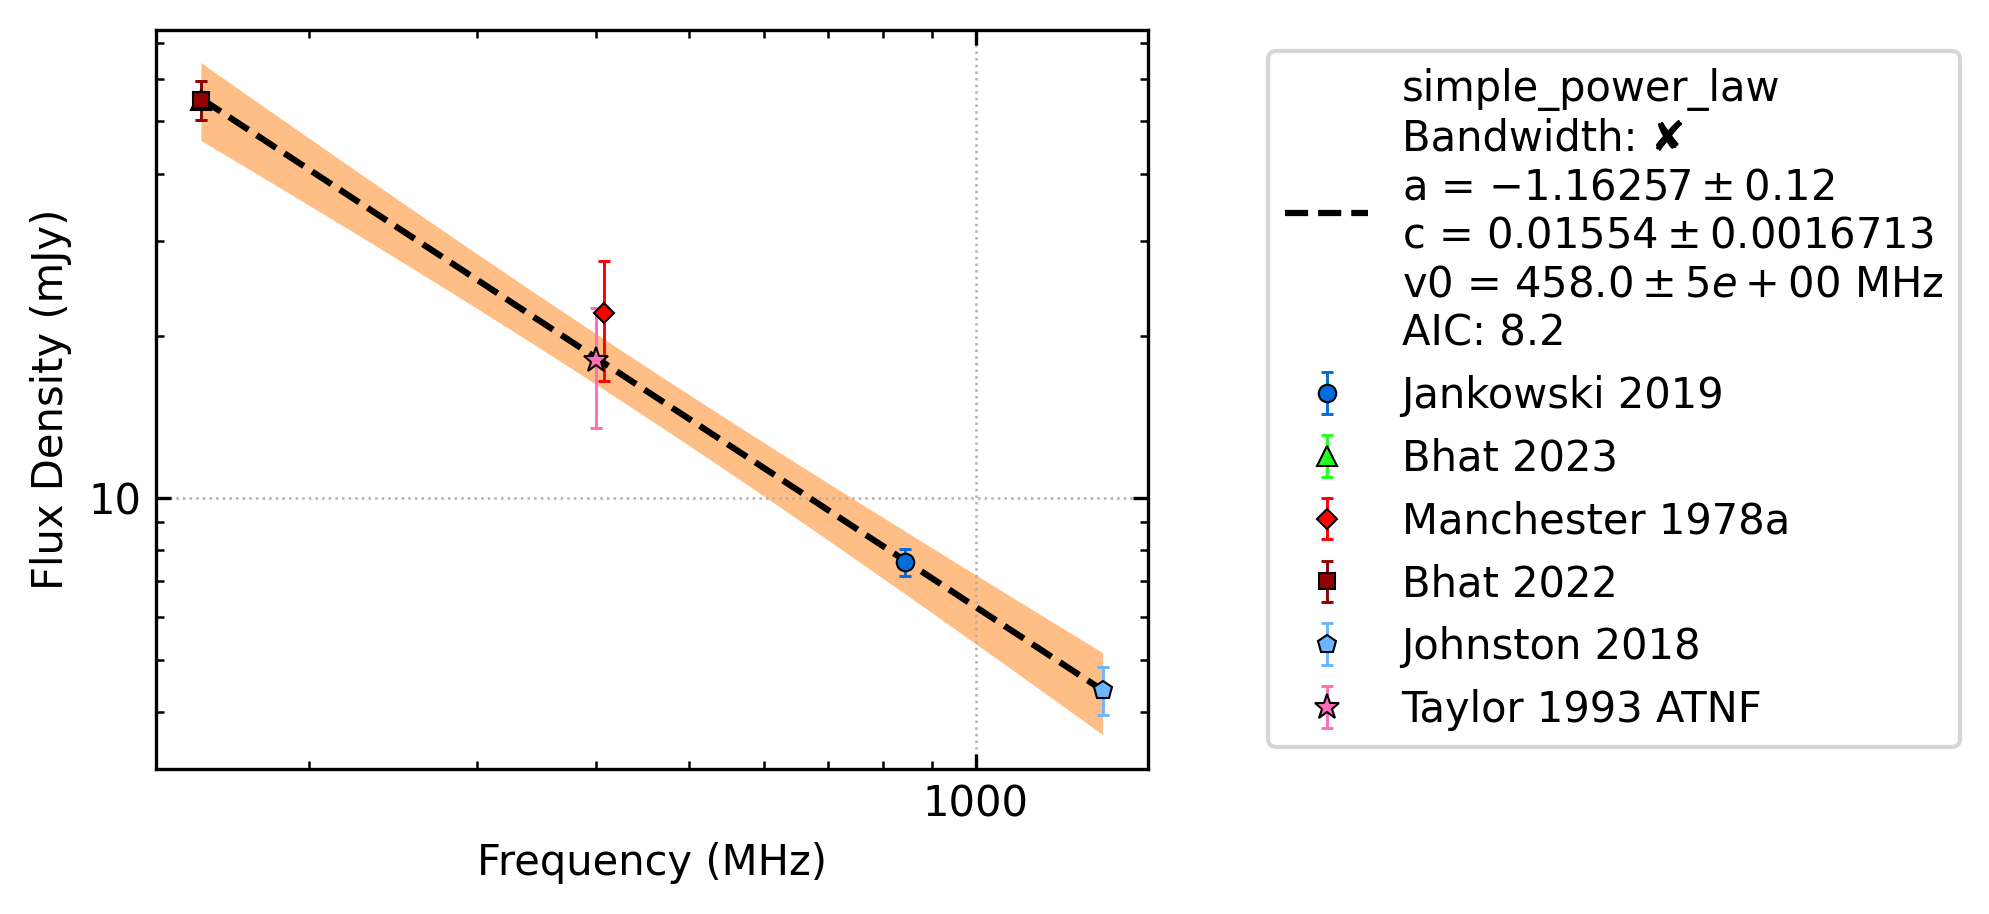 Flux Density (mJy)
10
1000
Frequency (MHz)
simple_power_law
Bandwidth: ✘
a = −1.16257 ± 0.12
c = 0.01554 ± 0.0016713
v0 = 458.0 ± 5e + 00 MHz
AIC: 8.2
Jankowski 2019
Bhat 2023
Manchester 1978a
Bhat 2022
Johnston 2018
Taylor 1993 ATNF